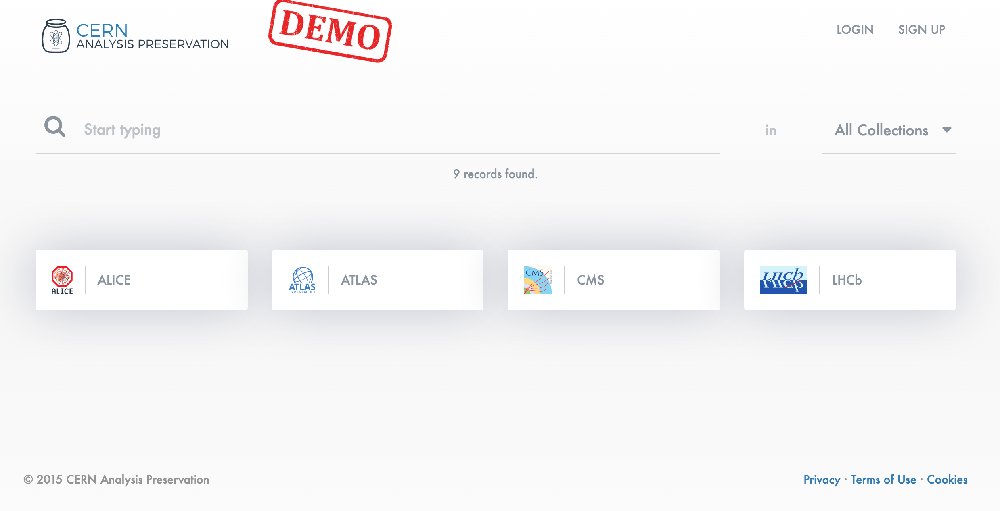 CERN
ANALYSIS PRESERVATION
DEMO
LOGIN SIGN UP
Start typing in All Collections
9 records found.
ALICE ALICE
ATLAS EXPERIMENT ATLAS
CMS CMS
LHCb LHCb
© 2015 CERN Analysis Preservation
Privacy · Terms of Use · Cookies